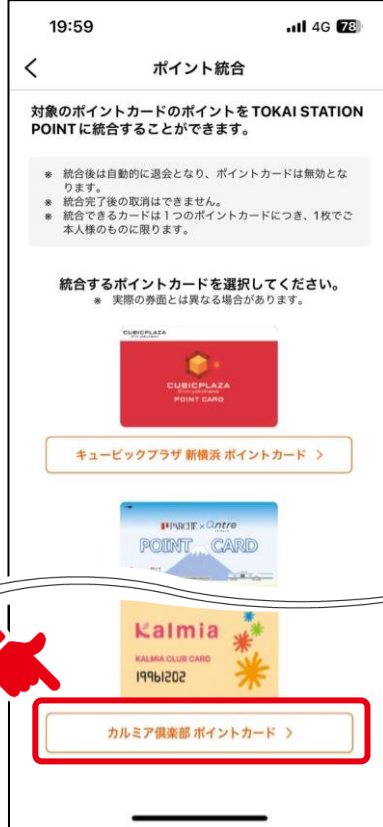 19:59
4G 78
ポイント統合
対象のポイントカードのポイントを TOKAI STATION
POINT に統合することができます。
※ 統合後は自動的に退会となり、ポイントカードは無効とな
ります。
※ 統合完了後の取消はできません。
※ 統合できるカードは１つのポイントカードにつき、1枚でご
本人様のものに限ります。
統合するポイントカードを選択してください。
※ 実際の券面とは異なる場合があります。
CUBICPLAZA
CUBICPLAZA
POINT CARD
キュービックプラザ 新横浜 ポイントカード >
PARCHE × antre
POINT CARD
Kalmia
KALMIA CLUB CARD
19961202
カルミア倶楽部 ポイントカード >